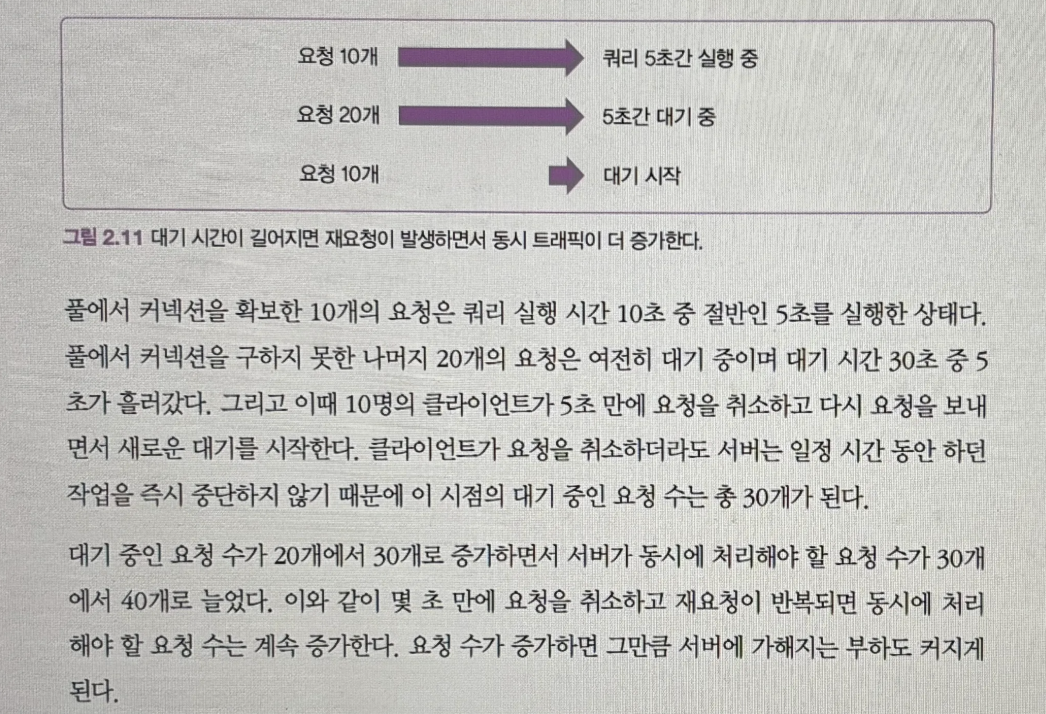 요청 10개 쿼리 5초간 실행 중
요청 20개 5초간 대기 중
요청 10개 대기 시작
그림 2.11 대기 시간이 길어지면 재요청이 발생하면서 동시 트래픽이 더 증가한다.
풀에서 커넥션을 확보한 10개의 요청은 쿼리 실행 시간 10초 중 절반인 5초를 실행한 상태다.
풀에서 커넥션을 구하지 못한 나머지 20개의 요청은 여전히 대기 중이며 대기 시간 30초 중 5
초가 흘러갔다. 그리고 이때 10명의 클라이언트가 5초 만에 요청을 취소하고 다시 요청을 보내
면서 새로운 대기를 시작한다. 클라이언트가 요청을 취소하더라도 서버는 일정 시간 동안 하던
작업을 즉시 중단하지 않기 때문에 이 시점의 대기 중인 요청 수는 총 30개가 된다.
대기 중인 요청 수가 20개에서 30개로 증가하면서 서버가 동시에 처리해야 할 요청 수가 30개
에서 40개로 늘었다. 이와 같이 몇 초 만에 요청을 취소하고 재요청이 반복되면 동시에 처리
해야 할 요청 수는 계속 증가한다. 요청 수가 증가하면 그만큼 서버에 가해지는 부하도 커지게
된다.